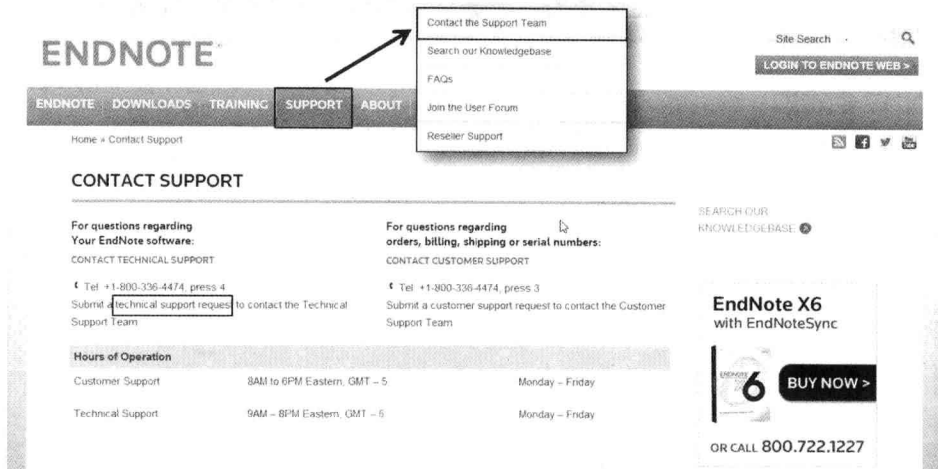 Contact the Support Team
Search our Knowledgebase
FAQs
Join the User Forum
Reseller Support
ENDNOTE
Site Search
LOGIN TO ENDNOTE WEB >
ENDNOTE DOWNLOADS TRAINING SUPPORT ABOUT
Home » Contact Support
CONTACT SUPPORT
For questions regarding
Your EndNote software:
CONTACT TECHNICAL SUPPORT
Tel. +1-800-336-4474, press 4
Submit a technical support request to contact the Technical
Support Team
For questions regarding
orders, billing, shipping or serial numbers:
CONTACT CUSTOMER SUPPORT
Tel. +1-800-336-4474, press 3
Submit a customer support request to contact the Customer
Support Team
Hours of Operation
Customer Support 8AM to 6PM Eastern, GMT – 5 Monday – Friday
Technical Support 9AM – 8PM Eastern, GMT – 5 Monday – Friday
SEARCH OUR
KNOWLEDGEBASE
EndNote X6
with EndNoteSync
ENDNOTE
6
BUY NOW >
OR CALL 800.722.1227